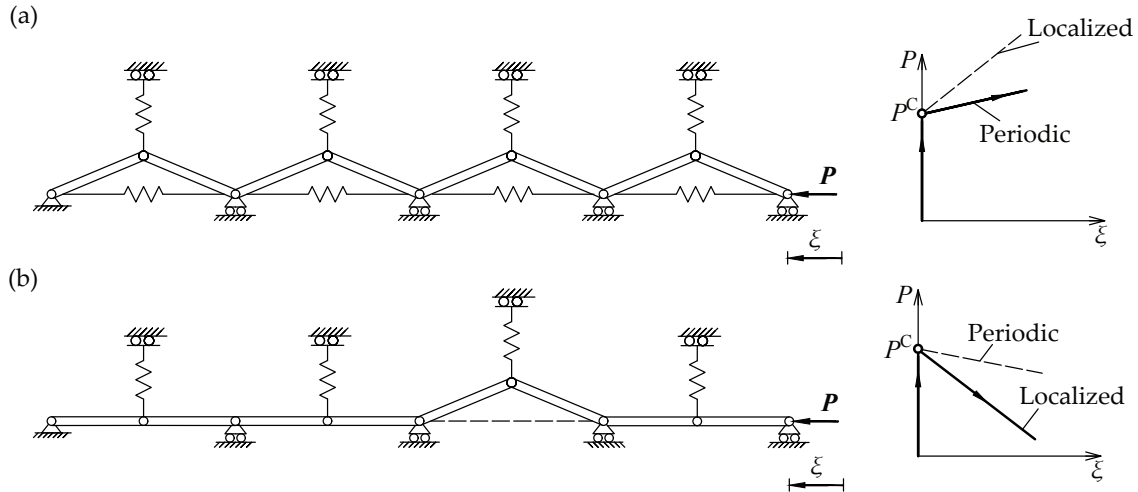 (a)
Localized
P
P^C
Periodic
P
ξ
ξ
(b)
P
Periodic
P^C
P
Localized
ξ
ξ